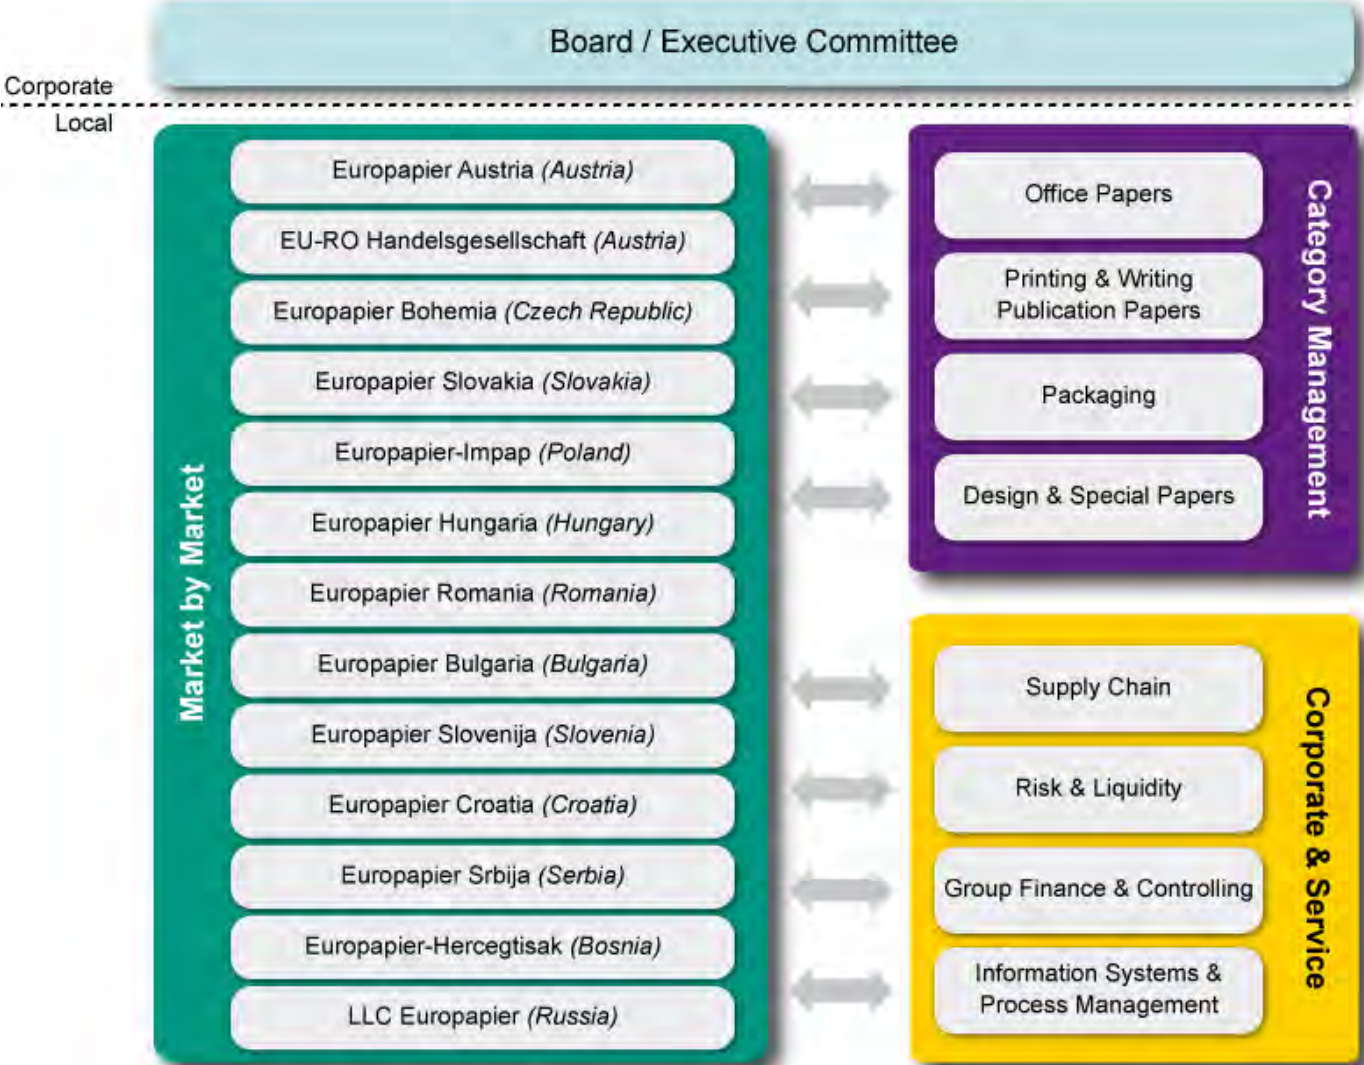 Board / Executive Committee
Corporate
Local
Market by Market
Europapier Austria (Austria)
EU-RO Handelsgesellschaft (Austria)
Europapier Bohemia (Czech Republic)
Europapier Slovakia (Slovakia)
Europapier-Impap (Poland)
Europapier Hungaria (Hungary)
Europapier Romania (Romania)
Europapier Bulgaria (Bulgaria)
Europapier Slovenija (Slovenia)
Europapier Croatia (Croatia)
Europapier Srbija (Serbia)
Europapier-Hercegtisak (Bosnia)
LLC Europapier (Russia)
Category Management
Office Papers
Printing & Writing
Publication Papers
Packaging
Design & Special Papers
Corporate & Service
Supply Chain
Risk & Liquidity
Group Finance & Controlling
Information Systems &
Process Management